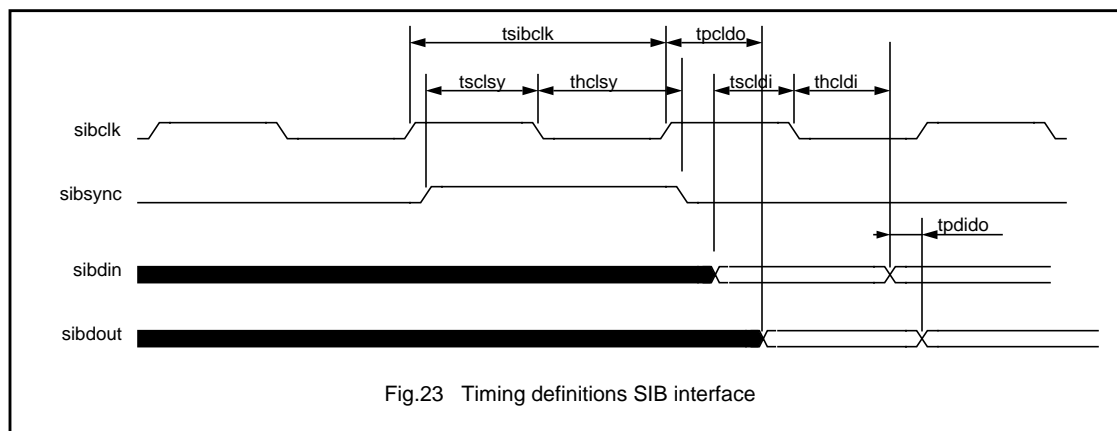 tsibclk tpcldo
tsclsy thclsy tscldi thcldi
sibclk
sibsync
tpdido
sibdin
sibdout
Fig.23 Timing definitions SIB interface